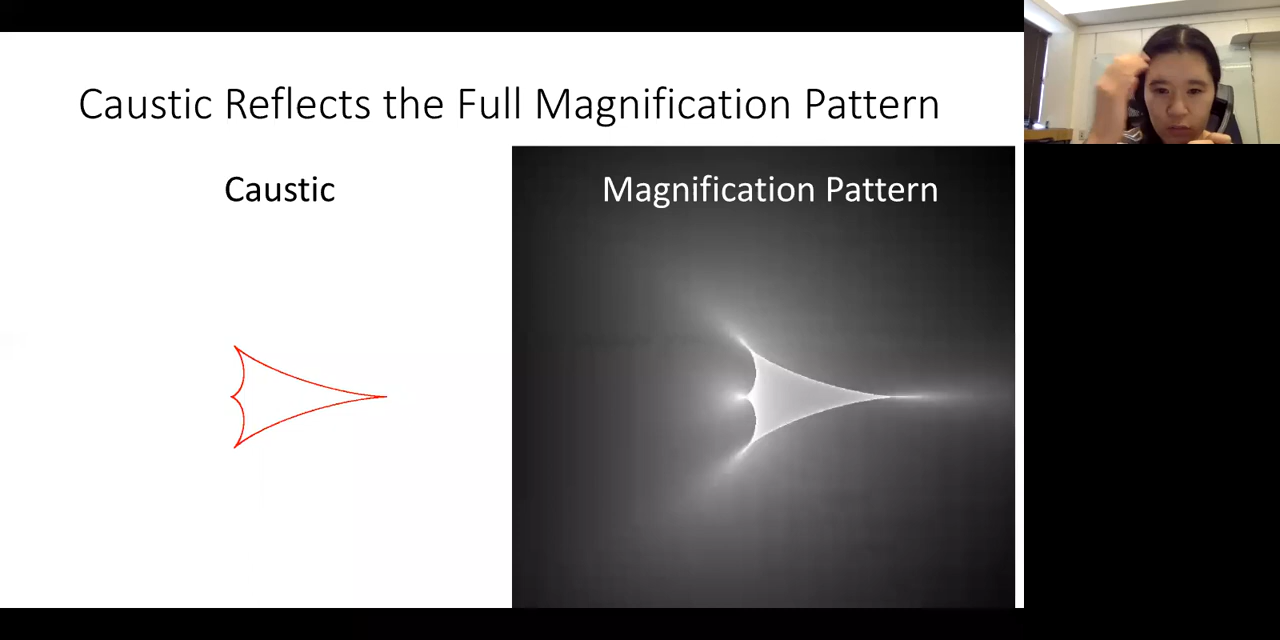 Caustic Reflects the Full Magnification Pattern
Caustic
Magnification Pattern